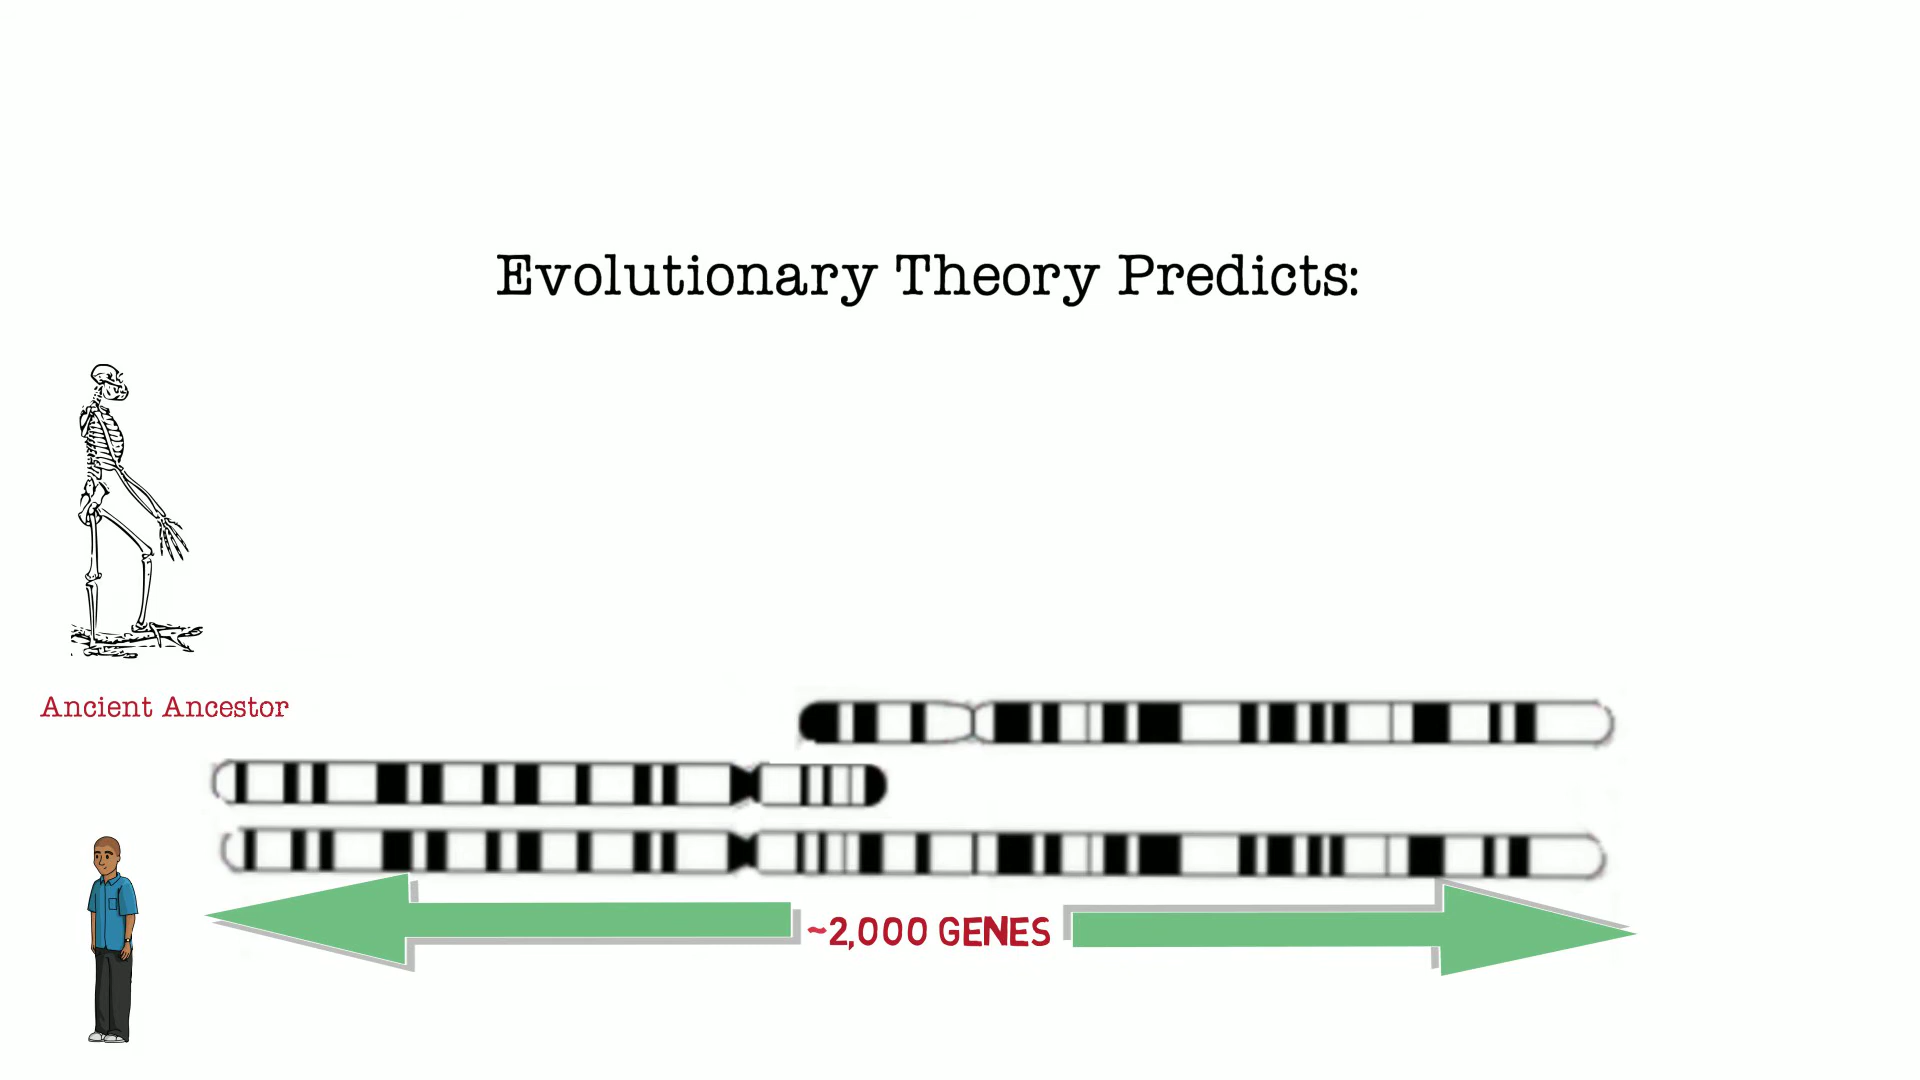 Evolutionary Theory Predicts:
Ancient Ancestor
~2,000 GENES